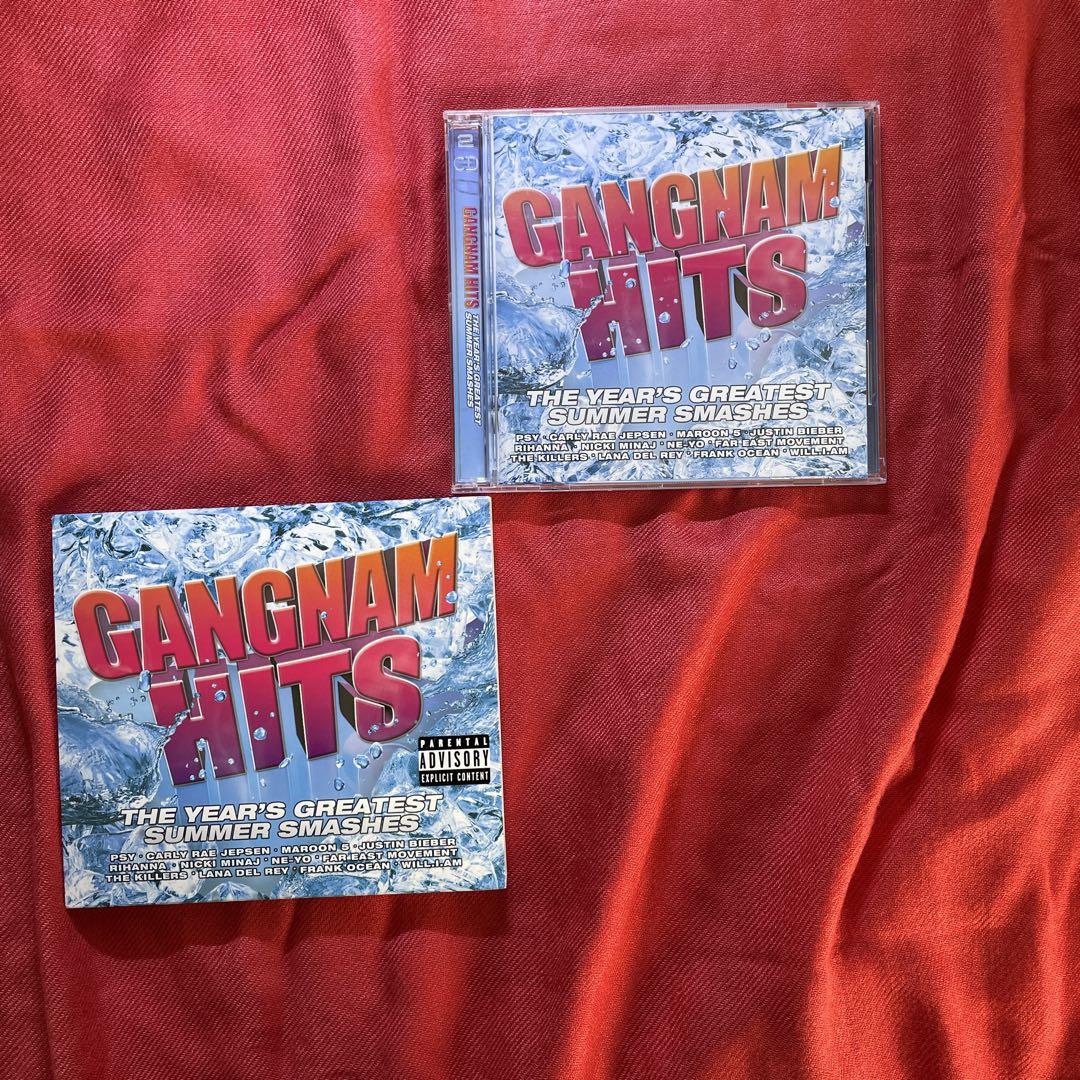 2
GANGNAM HITS
THE YEAR'S GREATEST
SUMMER SMASHES
GANGNAM
HITS
THE YEAR'S GREATEST
SUMMER SMASHES
PSY · CARLY RAE JEPSEN · MAROON 5 · JUSTIN BIEBER
RIHANNA · NICKI MINAJ · NE-YO · FAR EAST MOVEMENT
THE KILLERS · LANA DEL REY · FRANK OCEAN · WILL.I.AM
GANGNAM
HITS
PARENTAL
ADVISORY
EXPLICIT CONTENT
THE YEAR'S GREATEST
SUMMER SMASHES
PSY · CARLY RAE JEPSEN · MAROON 5 · JUSTIN BIEBER
RIHANNA · NICKI MINAJ · NE-YO · FAR EAST MOVEMENT
THE KILLERS · LANA DEL REY · FRANK OCEAN · WILL.I.AM